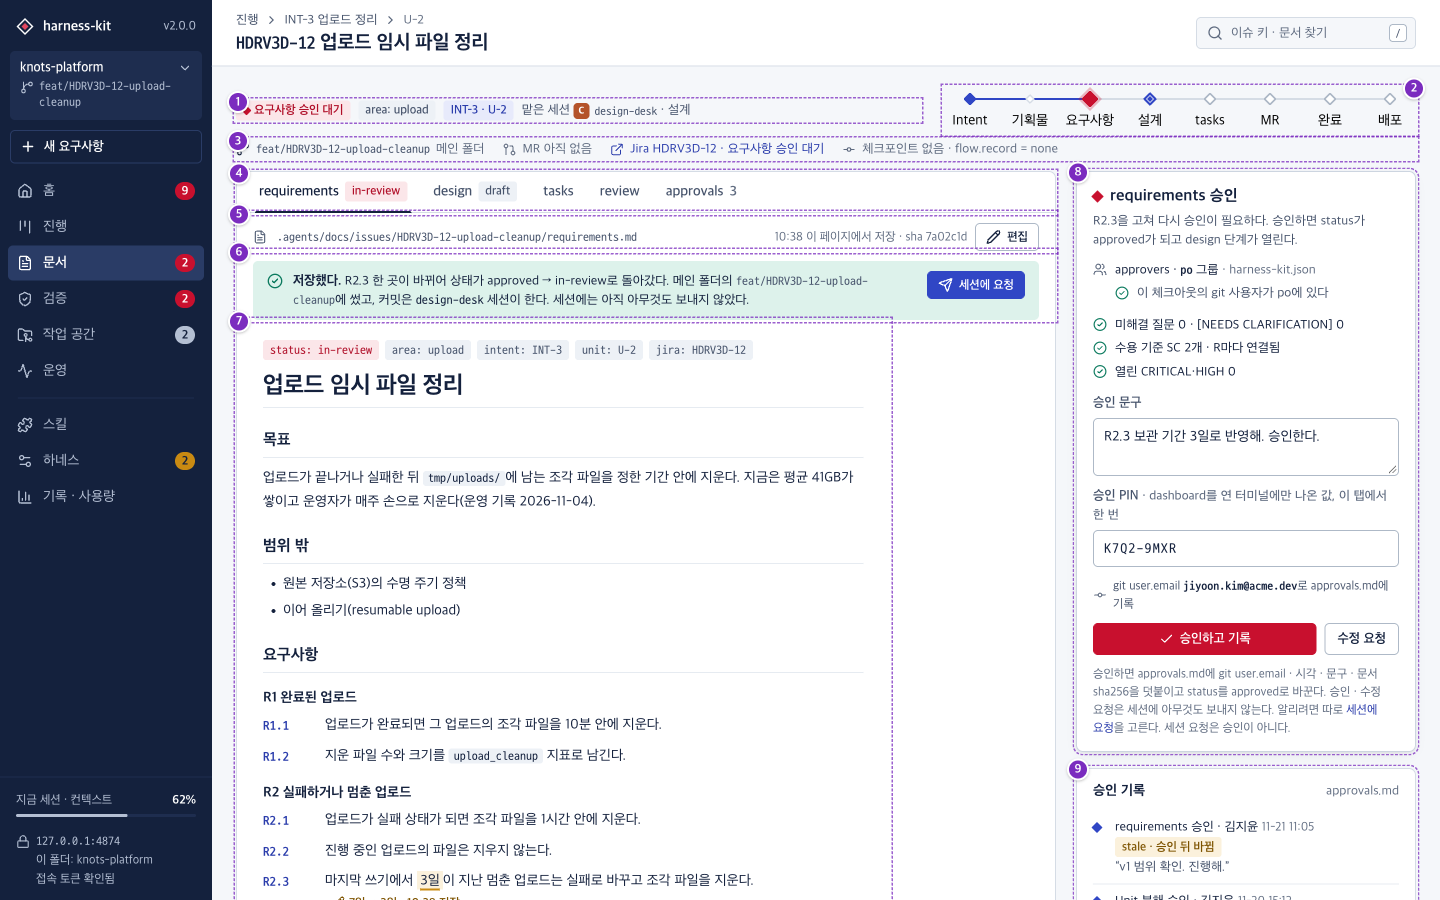 harness-kit v2.0.0
knots-platform
feat/HDRV3D-12-upload-
cleanup
새 요구사항
홈 9
진행
문서 2
검증 2
작업 공간 2
운영
스킬
하네스 2
기록 · 사용량
지금 세션 · 컨텍스트 62%
127.0.0.1:4874
이 폴더: knots-platform
접속 토큰 확인됨
진행 INT-3 업로드 정리 U-2
HDRV3D-12 업로드 임시 파일 정리
이슈 키 · 문서 찾기 /
1 요구사항 승인 대기 area: upload INT-3 · U-2 맡은 세션 C design-desk · 설계
2
Intent 기획물 요구사항 설계 tasks MR 완료 배포
3
feat/HDRV3D-12-upload-cleanup 메인 폴더 MR 아직 없음 Jira HDRV3D-12 · 요구사항 승인 대기 체크포인트 없음 · flow.record = none
4
requirements in-review design draft tasks review approvals 3
5
.agents/docs/issues/HDRV3D-12-upload-cleanup/requirements.md 10:38 이 페이지에서 저장 · sha 7a02c1d 편집
6
저장했다. R2.3 한 곳이 바뀌어 상태가 approved → in-review로 돌아갔다. 메인 폴더의 feat/HDRV3D-12-upload-
cleanup에 썼고, 커밋은 design-desk 세션이 한다. 세션에는 아직 아무것도 보내지 않았다.
세션에 요청
7
status: in-review area: upload intent: INT-3 unit: U-2 jira: HDRV3D-12
업로드 임시 파일 정리
목표
업로드가 끝나거나 실패한 뒤 tmp/uploads/에 남는 조각 파일을 정한 기간 안에 지운다. 지금은 평균 41GB가
쌓이고 운영자가 매주 손으로 지운다(운영 기록 2026-11-04).
범위 밖
• 원본 저장소(S3)의 수명 주기 정책
• 이어 올리기(resumable upload)
요구사항
R1 완료된 업로드
R1.1 업로드가 완료되면 그 업로드의 조각 파일을 10분 안에 지운다.
R1.2 지운 파일 수와 크기를 upload_cleanup 지표로 남긴다.
R2 실패하거나 멈춘 업로드
R2.1 업로드가 실패 상태가 되면 조각 파일을 1시간 안에 지운다.
R2.2 진행 중인 업로드의 파일은 지우지 않는다.
R2.3 마지막 쓰기에서 3일이 지난 멈춘 업로드는 실패로 바꾸고 조각 파일을 지운다.
8
requirements 승인
R2.3을 고쳐 다시 승인이 필요하다. 승인하면 status가
approved가 되고 design 단계가 열린다.
approvers · po 그룹 · harness-kit.json
이 체크아웃의 git 사용자가 po에 있다
미해결 질문 0 · [NEEDS CLARIFICATION] 0
수용 기준 SC 2개 · R마다 연결됨
열린 CRITICAL·HIGH 0
승인 문구
R2.3 보관 기간 3일로 반영해. 승인한다.
승인 PIN · dashboard를 연 터미널에만 나온 값, 이 탭에서
한 번
K7Q2-9MXR
git user.email jiyoon.kim@acme.dev로 approvals.md에
기록
승인하고 기록 수정 요청
승인하면 approvals.md에 git user.email · 시각 · 문구 · 문서
sha256을 덧붙이고 status를 approved로 바꾼다. 승인 · 수정
요청은 세션에 아무것도 보내지 않는다. 알리려면 따로 세션에
요청을 고른다. 세션 요청은 승인이 아니다.
9
승인 기록 approvals.md
requirements 승인 · 김지윤 11-21 11:05
stale · 승인 뒤 바뀜
“v1 범위 확인. 진행해.”